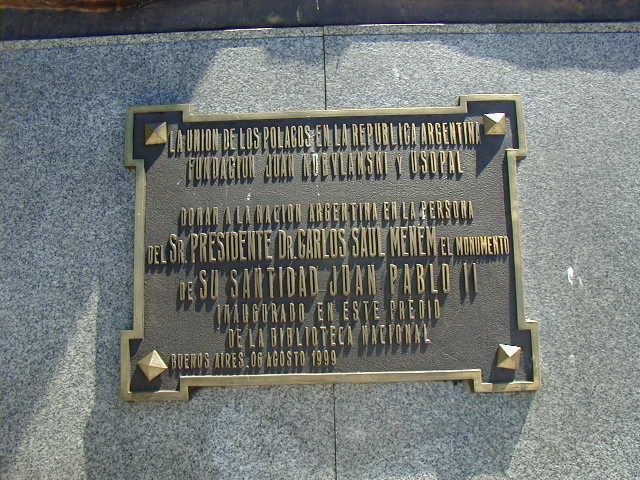 LA UNION DE LOS POLACOS EN LA REPUBLICA ARGENTINA
FUNDACION JUAN KOBYLANSKI Y USOPAL
DONAN A LA NACION ARGENTINA EN LA PERSONA
DEL SR. PRESIDENTE, DR. CARLOS SAUL MENEM EL MONUMENTO
DE SU SANTIDAD JUAN PABLO II
INAUGURADO EN ESTE PREDIO
DE LA BIBLIOTECA NACIONAL
BUENOS AIRES, 06 AGOSTO 1999